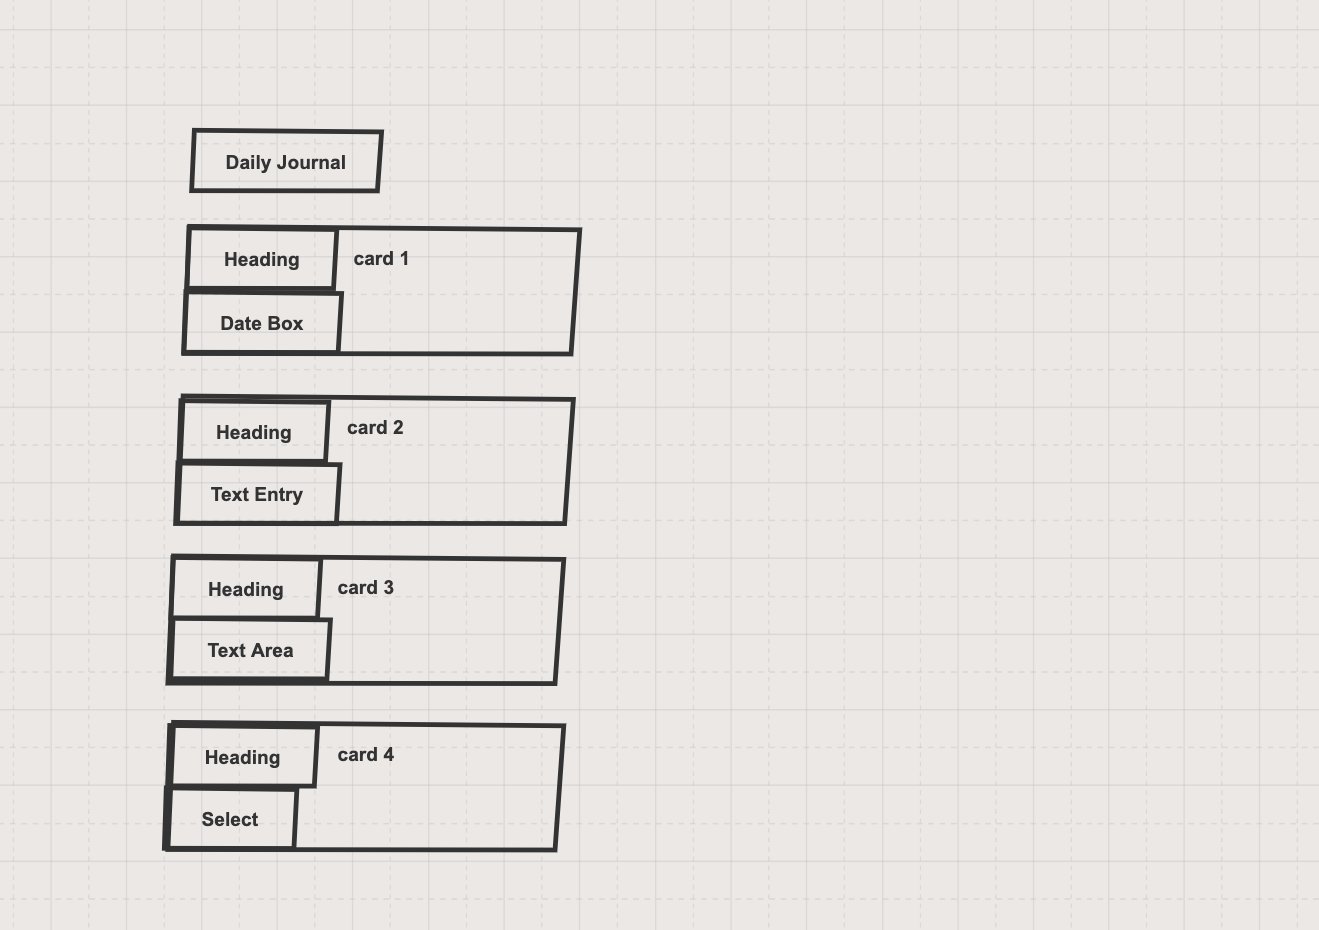 Daily Journal
Heading card 1
Date Box
Heading card 2
Text Entry
Heading card 3
Text Area
Heading card 4
Select